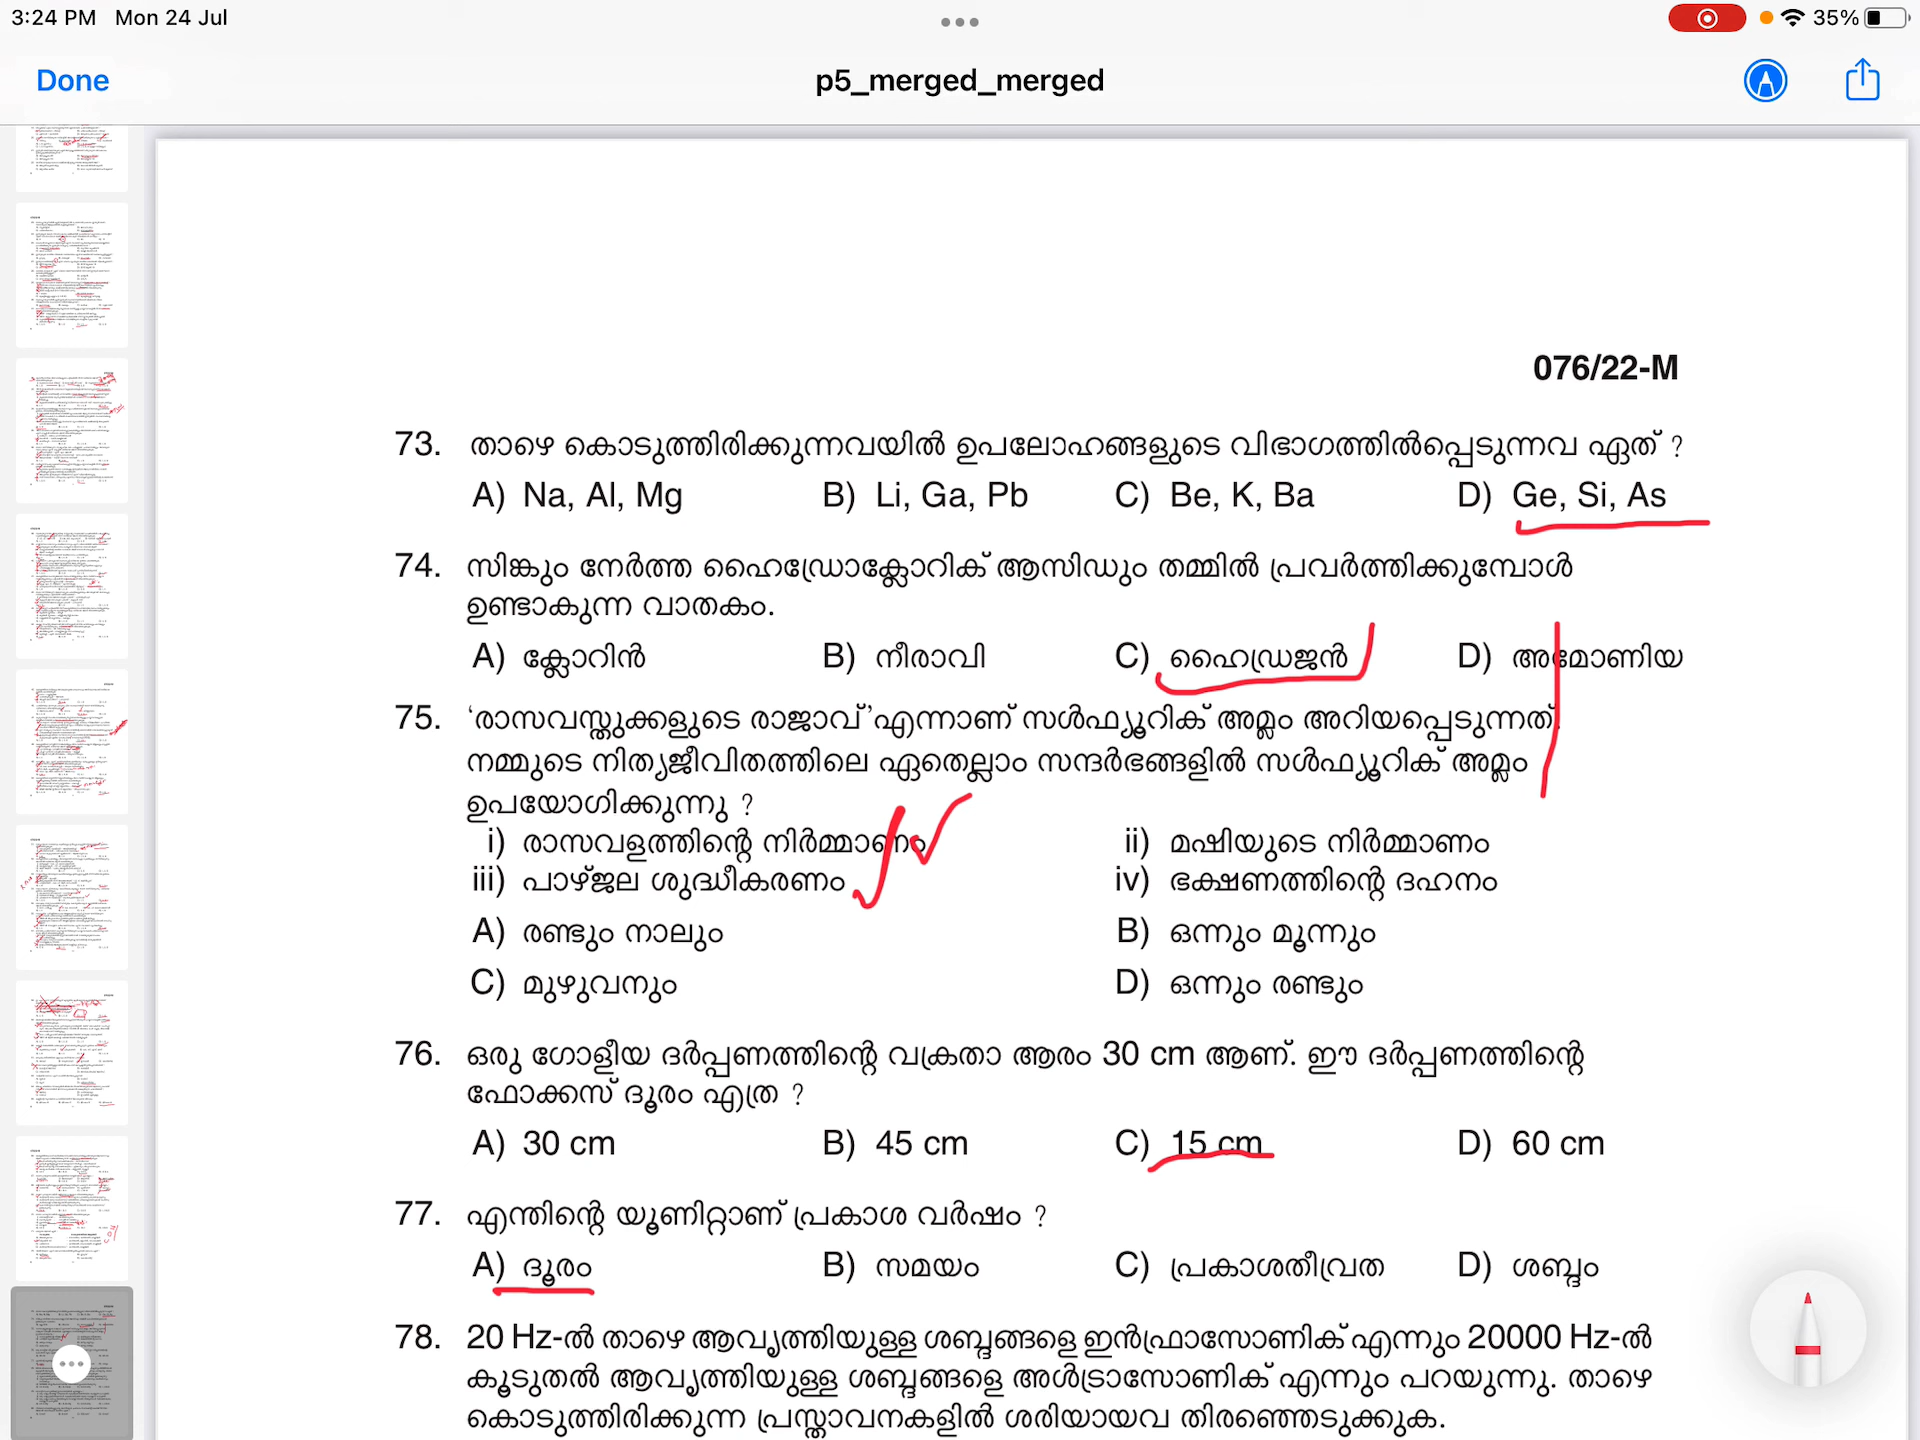 3:24 PM Mon 24 Jul
35%
Done
p5_merged_merged
076/22-M
73. താഴെ കൊടുത്തിരിക്കുന്നവയിൽ ഉപലോഹങ്ങളുടെ വിഭാഗത്തിൽപ്പെടുന്നവ ഏത് ?
A) Na, Al, Mg B) Li, Ga, Pb C) Be, K, Ba D) Ge, Si, As
74. സിങ്കും നേർത്ത ഹൈഡ്രോക്ലോറിക് ആസിഡും തമ്മിൽ പ്രവർത്തിക്കുമ്പോൾ
ഉണ്ടാകുന്ന വാതകം.
A) ക്ലോറിൻ B) നീരാവി C) ഹൈഡ്രജൻ D) അമോണിയ
75. 'രാസവസ്തുക്കളുടെ രാജാവ്' എന്നാണ് സൾഫ്യൂറിക് അമ്ലം അറിയപ്പെടുന്നത്.
നമ്മുടെ നിത്യജീവിതത്തിലെ ഏതെല്ലാം സന്ദർഭങ്ങളിൽ സൾഫ്യൂറിക് അമ്ലം
ഉപയോഗിക്കുന്നു ?
i) രാസവളത്തിന്റെ നിർമ്മാണം ii) മഷിയുടെ നിർമ്മാണം
iii) പാഴ്ജല ശുദ്ധീകരണം iv) ഭക്ഷണത്തിന്റെ ദഹനം
A) രണ്ടും നാലും B) ഒന്നും മൂന്നും
C) മുഴുവനും D) ഒന്നും രണ്ടും
76. ഒരു ഗോളീയ ദർപ്പണത്തിന്റെ വക്രതാ ആരം 30 cm ആണ്. ഈ ദർപ്പണത്തിന്റെ
ഫോക്കസ് ദൂരം എത്ര ?
A) 30 cm B) 45 cm C) 15 cm D) 60 cm
77. എന്തിന്റെ യൂണിറ്റാണ് പ്രകാശ വർഷം ?
A) ദൂരം B) സമയം C) പ്രകാശതീവ്രത D) ശബ്ദം
78. 20 Hz-ൽ താഴെ ആവൃത്തിയുള്ള ശബ്ദങ്ങളെ ഇൻഫ്രാസോണിക് എന്നും 20000 Hz-ൽ
കൂടുതൽ ആവൃത്തിയുള്ള ശബ്ദങ്ങളെ അൾട്രാസോണിക് എന്നും പറയുന്നു. താഴെ
കൊടുത്തിരിക്കുന്ന പ്രസ്താവനകളിൽ ശരിയായവ തിരഞ്ഞെടുക്കുക.